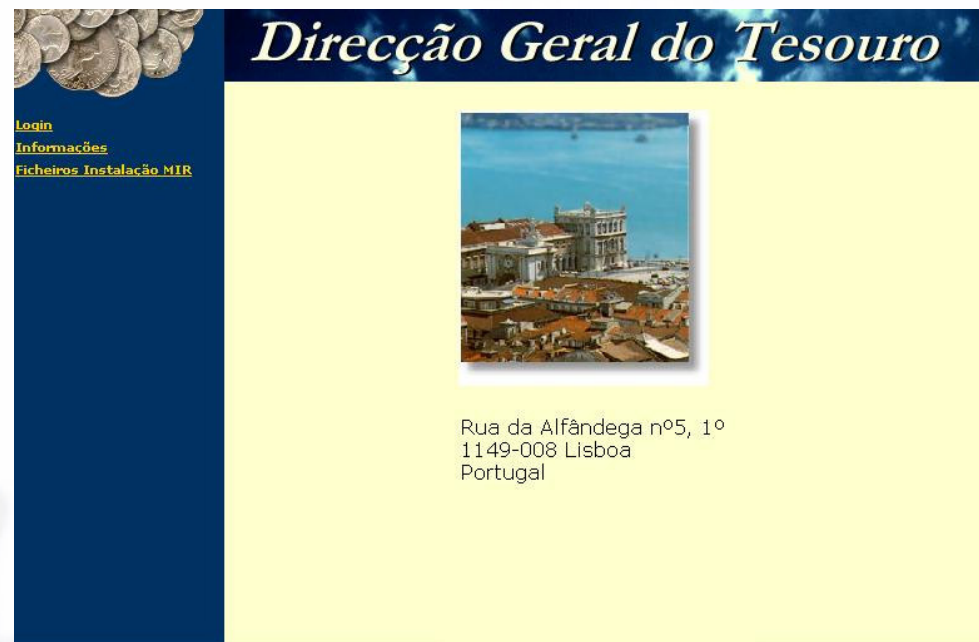 Direcção Geral do Tesouro
Login
Informações
Ficheiros Instalação MIR
Rua da Alfândega nº5, 1º
1149-008 Lisboa
Portugal